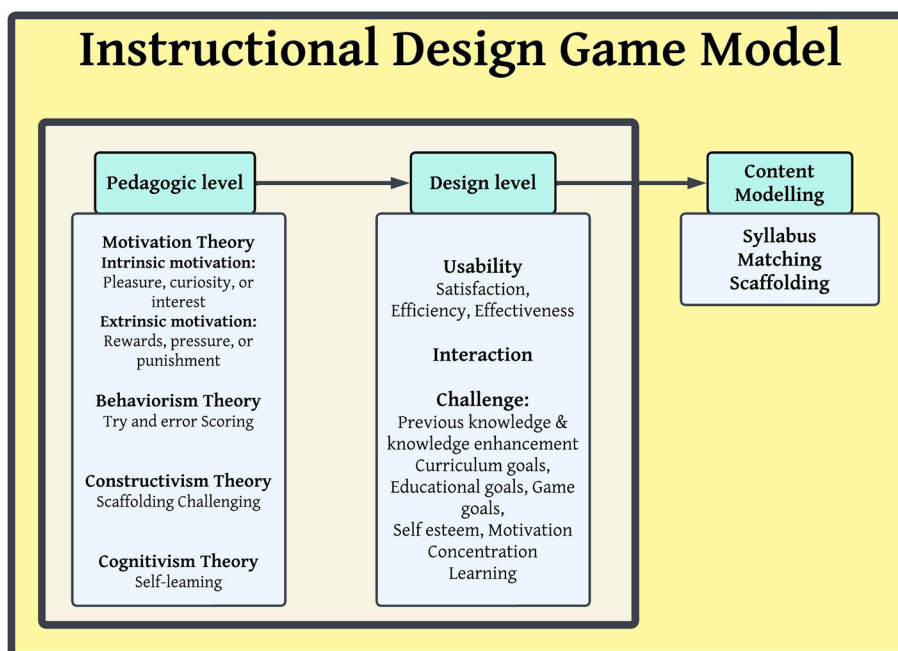 Instructional Design Game Model
Pedagogic level
Motivation Theory
Intrinsic motivation:
Pleasure, curiosity, or
interest
Extrinsic motivation:
Rewards, pressure, or
punishment
Behaviorism Theory
Try and error Scoring
Constructivism Theory
Scaffolding Challenging
Cognitivism Theory
Self-leaming
Design level
Usability
Satisfaction,
Efficiency, Effectiveness
Interaction
Challenge:
Previous knowledge &
knowledge enhancement
Curriculum goals,
Educational goals, Game
goals,
Self esteem, Motivation
Concentration
Learning
Content
Modelling
Syllabus
Matching
Scaffolding